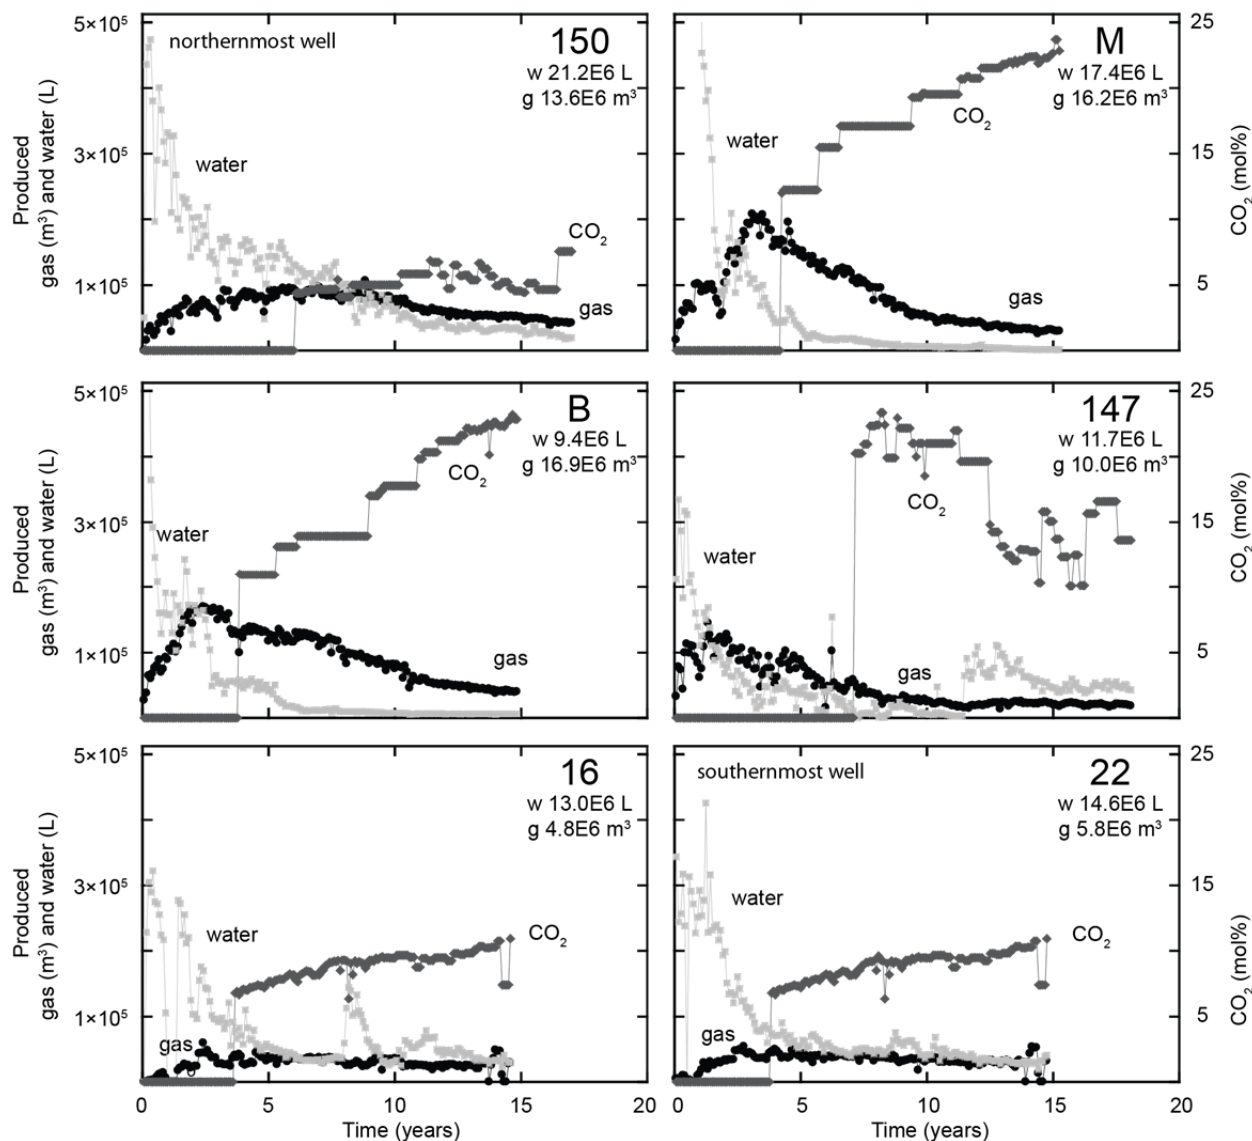 5×10⁵
northernmost well
150
w 21.2E6 L
g 13.6E6 m³
water
3×10⁵
CO₂
1×10⁵
gas
Produced
gas (m³) and water (L)
M
w 17.4E6 L
g 16.2E6 m³
25
CO₂
water
15
gas
5
CO₂ (mol%)
5×10⁵
B
w 9.4E6 L
g 16.9E6 m³
CO₂
water
3×10⁵
gas
1×10⁵
Produced
gas (m³) and water (L)
147
w 11.7E6 L
g 10.0E6 m³
25
CO₂
water
15
gas
5
CO₂ (mol%)
5×10⁵
16
w 13.0E6 L
g 4.8E6 m³
3×10⁵
water
CO₂
1×10⁵
gas
Produced
gas (m³) and water (L)
0 5 10 15 20
Time (years)
southernmost well
22
w 14.6E6 L
g 5.8E6 m³
25
water
15
CO₂
gas
5
CO₂ (mol%)
0 5 10 15 20
Time (years)